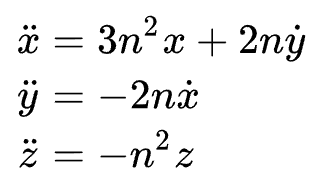 ẍ = 3n²x + 2nẏ
ÿ = −2nẋ
z̈ = −n²z